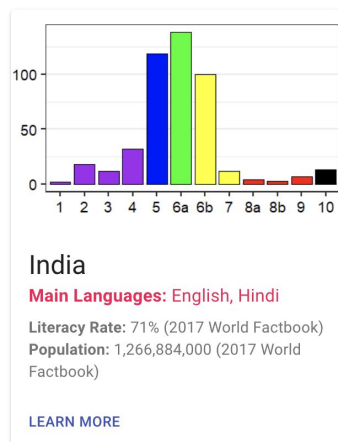 100
50
0
1 2 3 4 5 6a 6b 7 8a 8b 9 10
India
Main Languages: English, Hindi
Literacy Rate: 71% (2017 World Factbook)
Population: 1,266,884,000 (2017 World
Factbook)
LEARN MORE